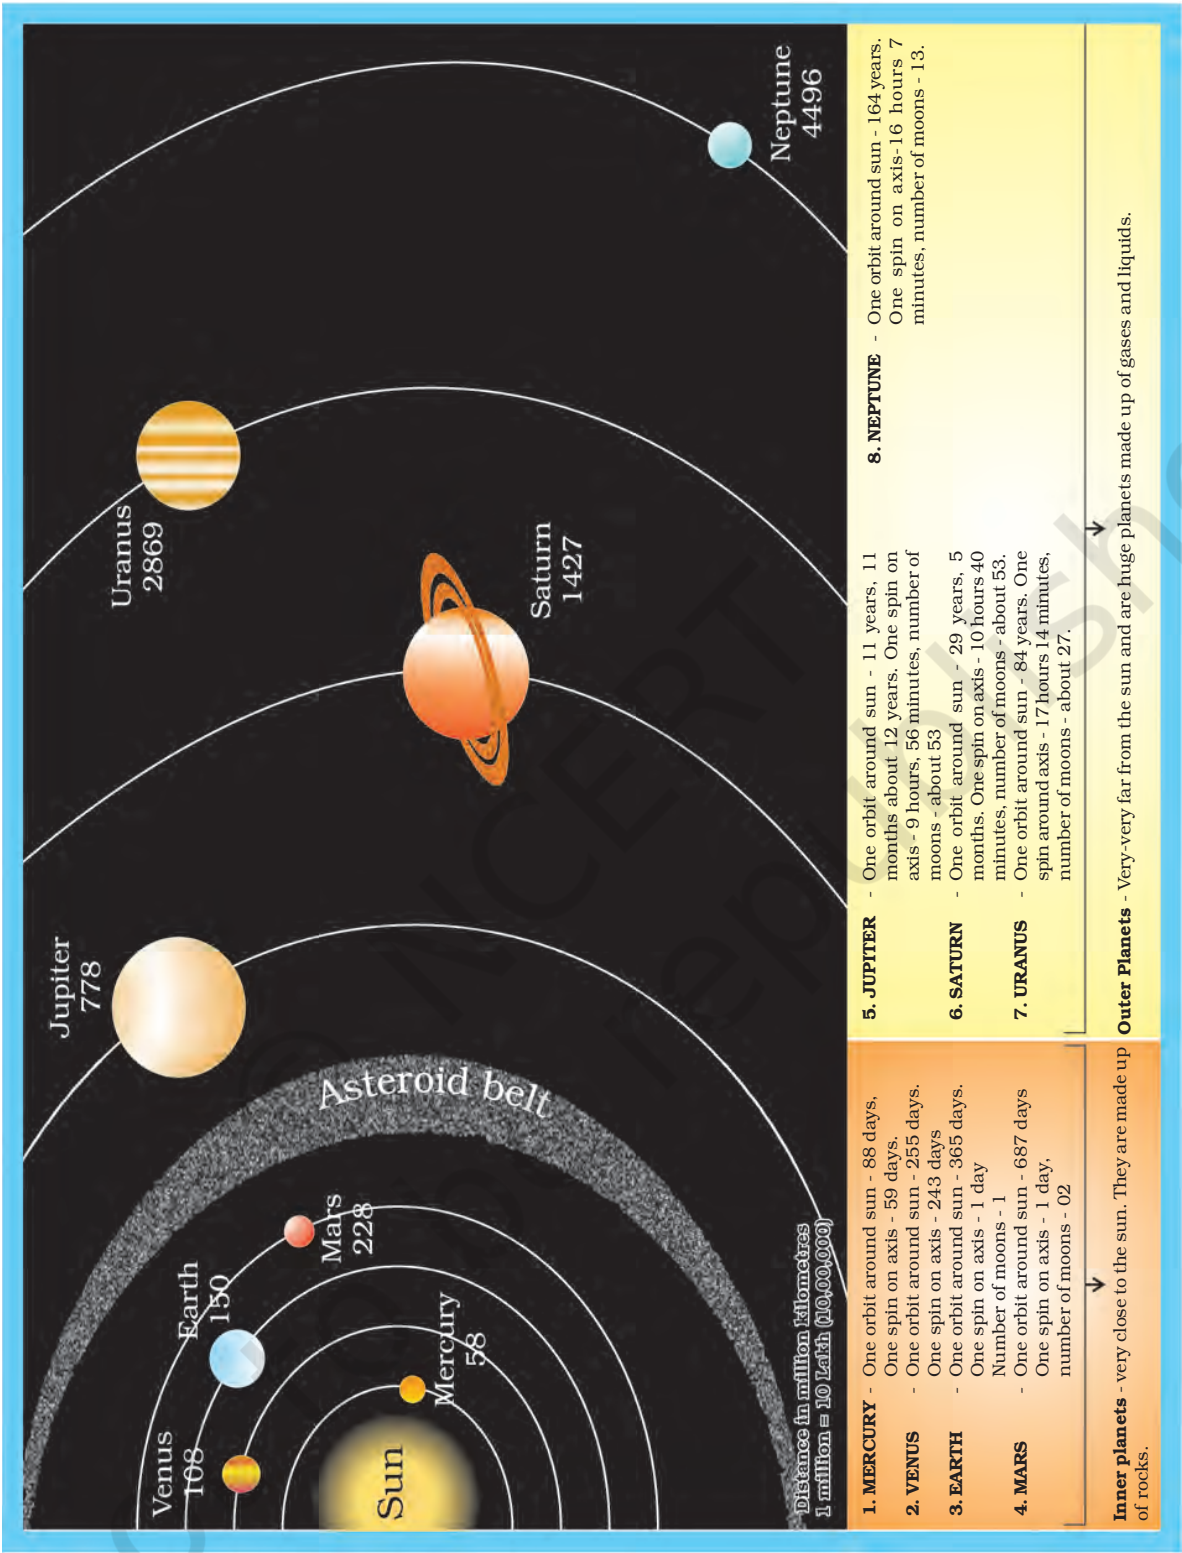 Sun
Mercury
58
Venus
108
Earth
150
Mars
228
Asteroid belt
Jupiter
778
Saturn
1427
Uranus
2869
Neptune
4496
Distance in million kilometres
1 million = 10 Lakh (10,00,000)
1. MERCURY - One orbit around sun - 88 days,
One spin on axis - 59 days.
2. VENUS - One orbit around sun - 255 days.
One spin on axis - 243 days
3. EARTH - One orbit around sun - 365 days.
One spin on axis - 1 day
Number of moons - 1
4. MARS - One orbit around sun - 687 days
One spin on axis - 1 day,
number of moons - 02
Inner planets - very close to the sun. They are made up
of rocks.
5. JUPITER - One orbit around sun - 11 years, 11
months about 12 years. One spin on
axis - 9 hours, 56 minutes, number of
moons - about 53
6. SATURN - One orbit around sun - 29 years, 5
months. One spin on axis - 10 hours 40
minutes, number of moons - about 53.
7. URANUS - One orbit around sun - 84 years. One
spin around axis - 17 hours 14 minutes,
number of moons - about 27.
8. NEPTUNE - One orbit around sun - 164 years.
One spin on axis-16 hours 7
minutes, number of moons - 13.
Outer Planets - Very-very far from the sun and are huge planets made up of gases and liquids.
© NCERT
republish